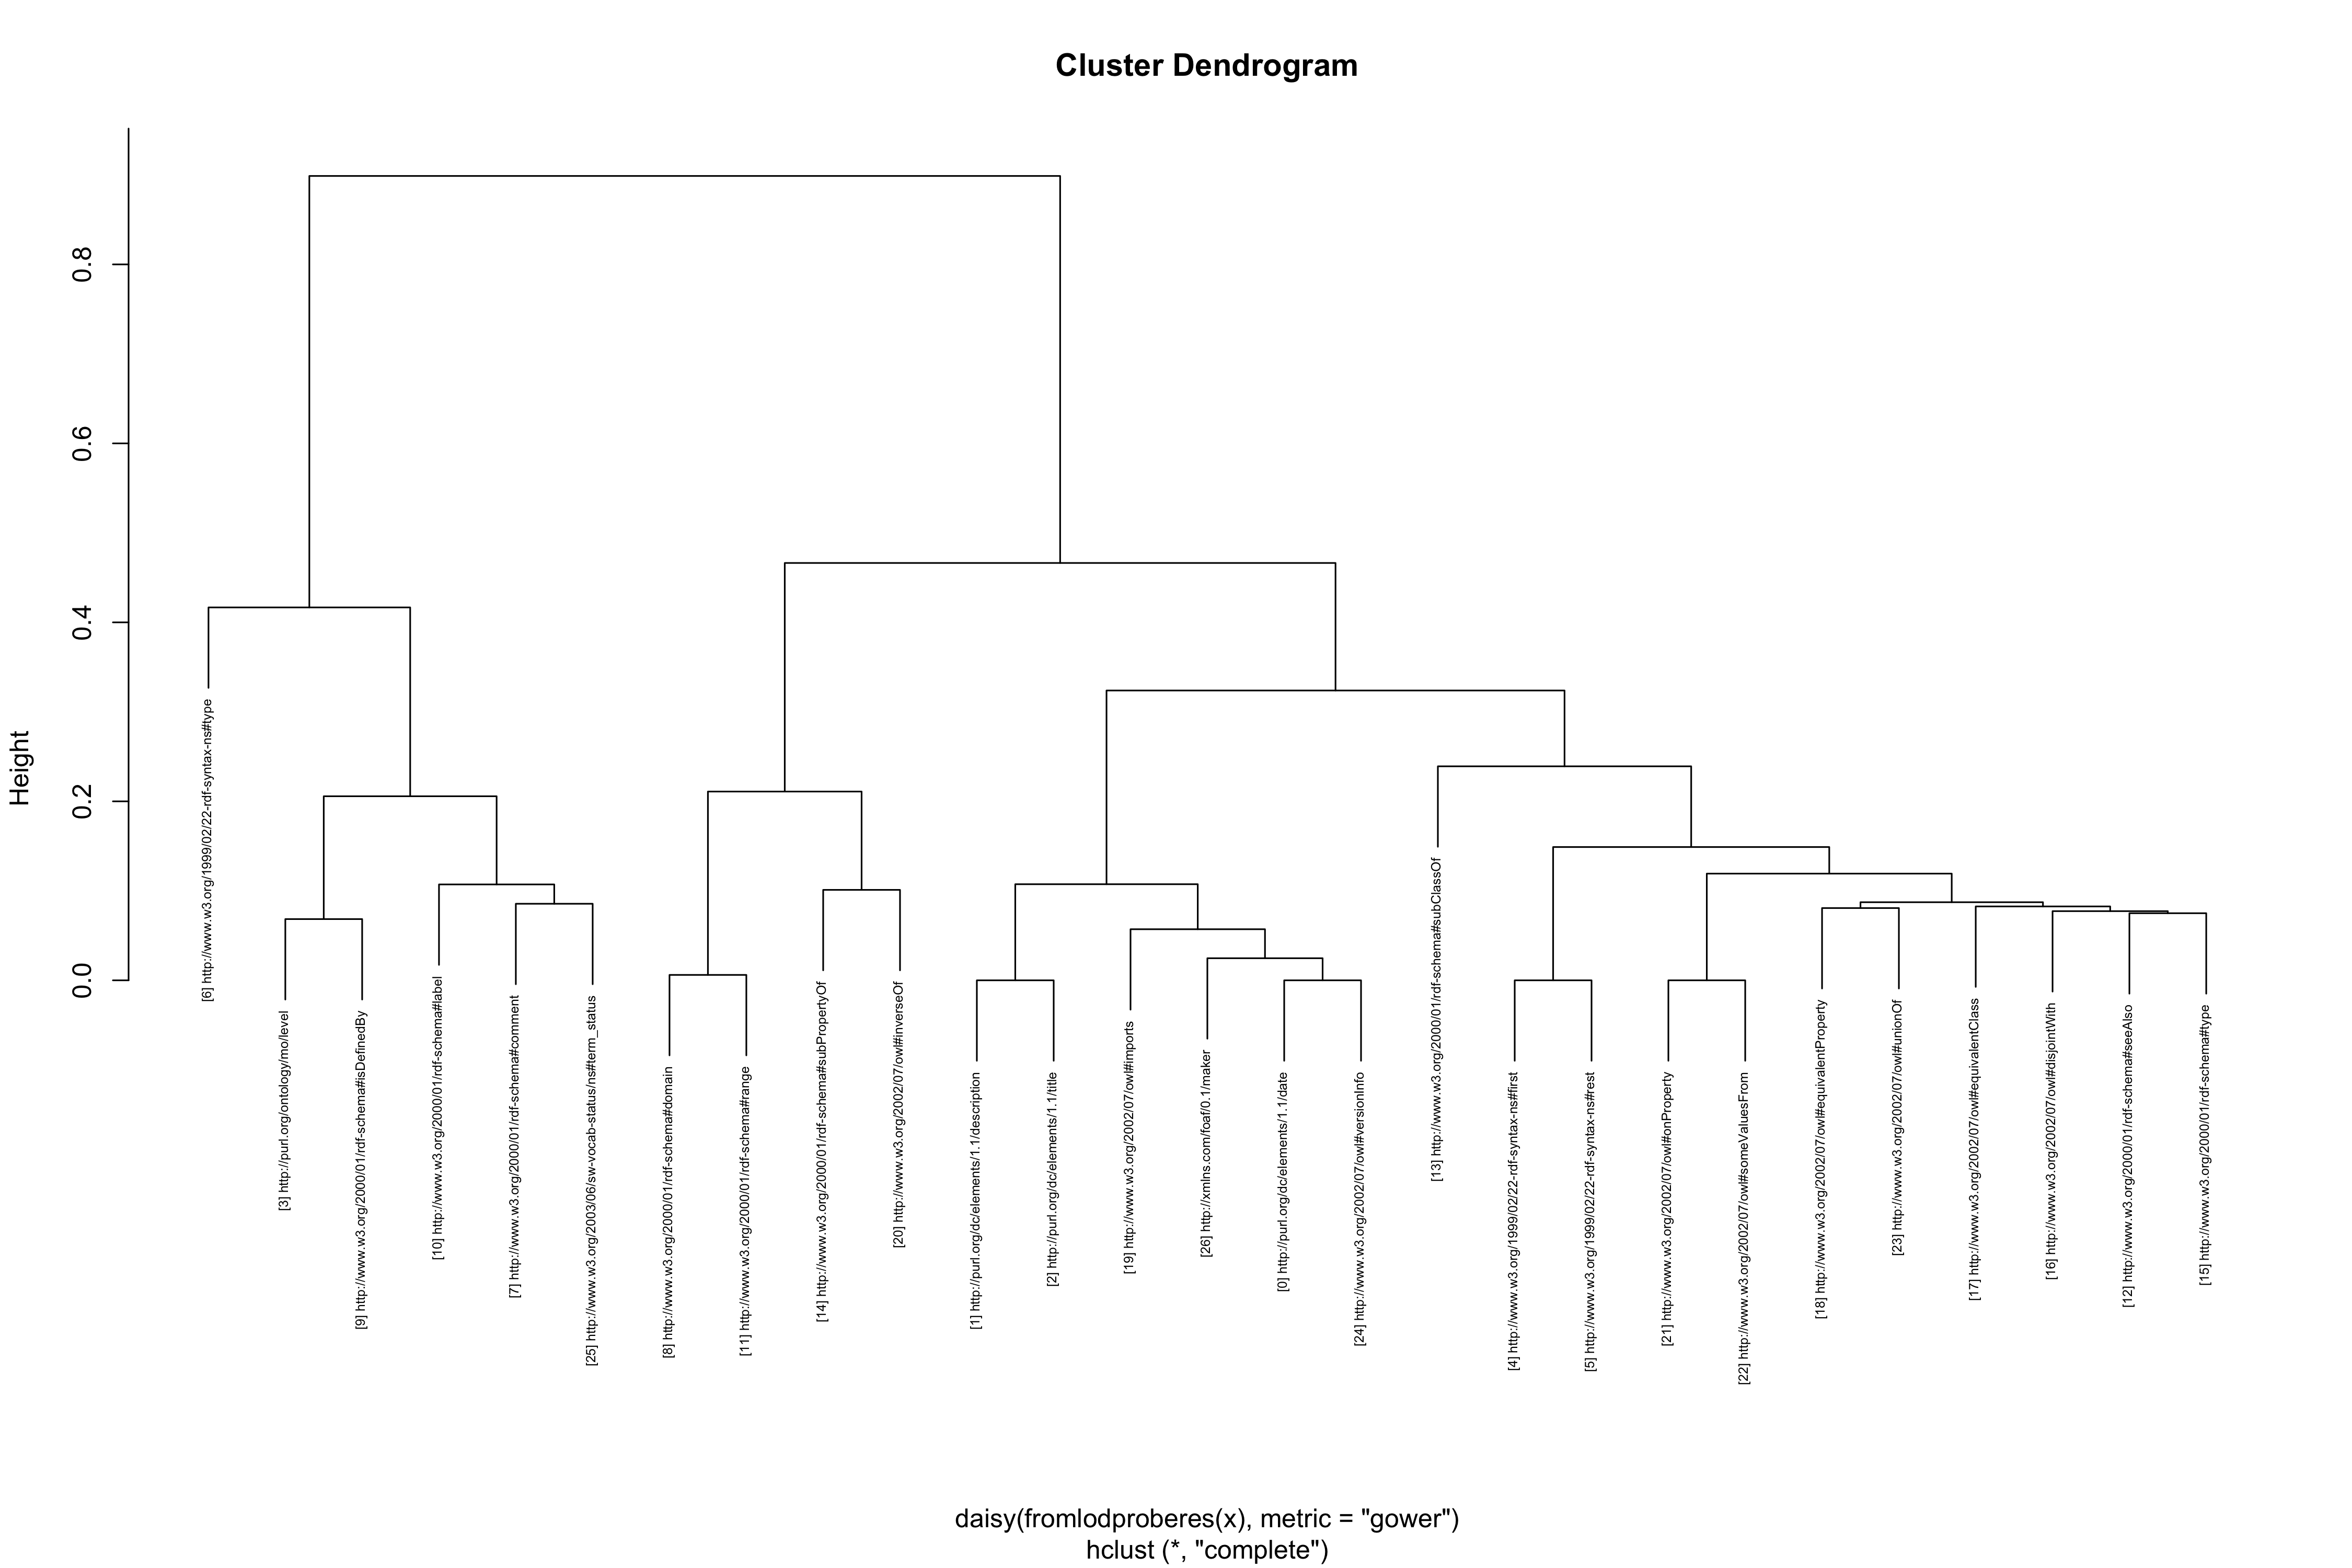 Cluster Dendrogram
Height
0.8
0.6
0.4
0.2
0.0
[6] http://www.w3.org/1999/02/22-rdf-syntax-ns#type
[3] http://purl.org/ontology/mo/level
[9] http://www.w3.org/2000/01/rdf-schema#isDefinedBy
[10] http://www.w3.org/2000/01/rdf-schema#label
[7] http://www.w3.org/2000/01/rdf-schema#comment
[25] http://www.w3.org/2003/06/sw-vocab-status/ns#term_status
[8] http://www.w3.org/2000/01/rdf-schema#domain
[11] http://www.w3.org/2000/01/rdf-schema#range
[14] http://www.w3.org/2000/01/rdf-schema#subPropertyOf
[20] http://www.w3.org/2002/07/owl#inverseOf
[1] http://purl.org/dc/elements/1.1/description
[2] http://purl.org/dc/elements/1.1/title
[19] http://www.w3.org/2002/07/owl#imports
[26] http://xmlns.com/foaf/0.1/maker
[0] http://purl.org/dc/elements/1.1/date
[24] http://www.w3.org/2002/07/owl#versionInfo
[13] http://www.w3.org/2000/01/rdf-schema#subClassOf
[4] http://www.w3.org/1999/02/22-rdf-syntax-ns#first
[5] http://www.w3.org/1999/02/22-rdf-syntax-ns#rest
[21] http://www.w3.org/2002/07/owl#onProperty
[22] http://www.w3.org/2002/07/owl#someValuesFrom
[18] http://www.w3.org/2002/07/owl#equivalentProperty
[23] http://www.w3.org/2002/07/owl#unionOf
[17] http://www.w3.org/2002/07/owl#equivalentClass
[16] http://www.w3.org/2002/07/owl#disjointWith
[12] http://www.w3.org/2000/01/rdf-schema#seeAlso
[15] http://www.w3.org/2000/01/rdf-schema#type
daisy(fromlodproberes(x), metric = "gower")
hclust (*, "complete")